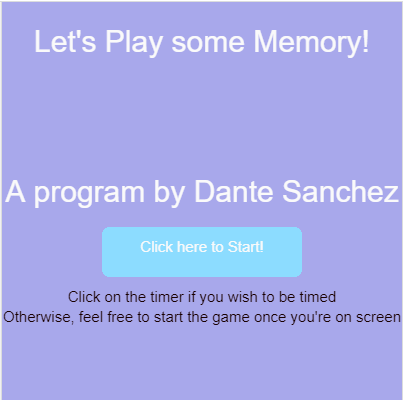 Let's Play some Memory!
A program by Dante Sanchez
Click here to Start!
Click on the timer if you wish to be timed
Otherwise, feel free to start the game once you're on screen